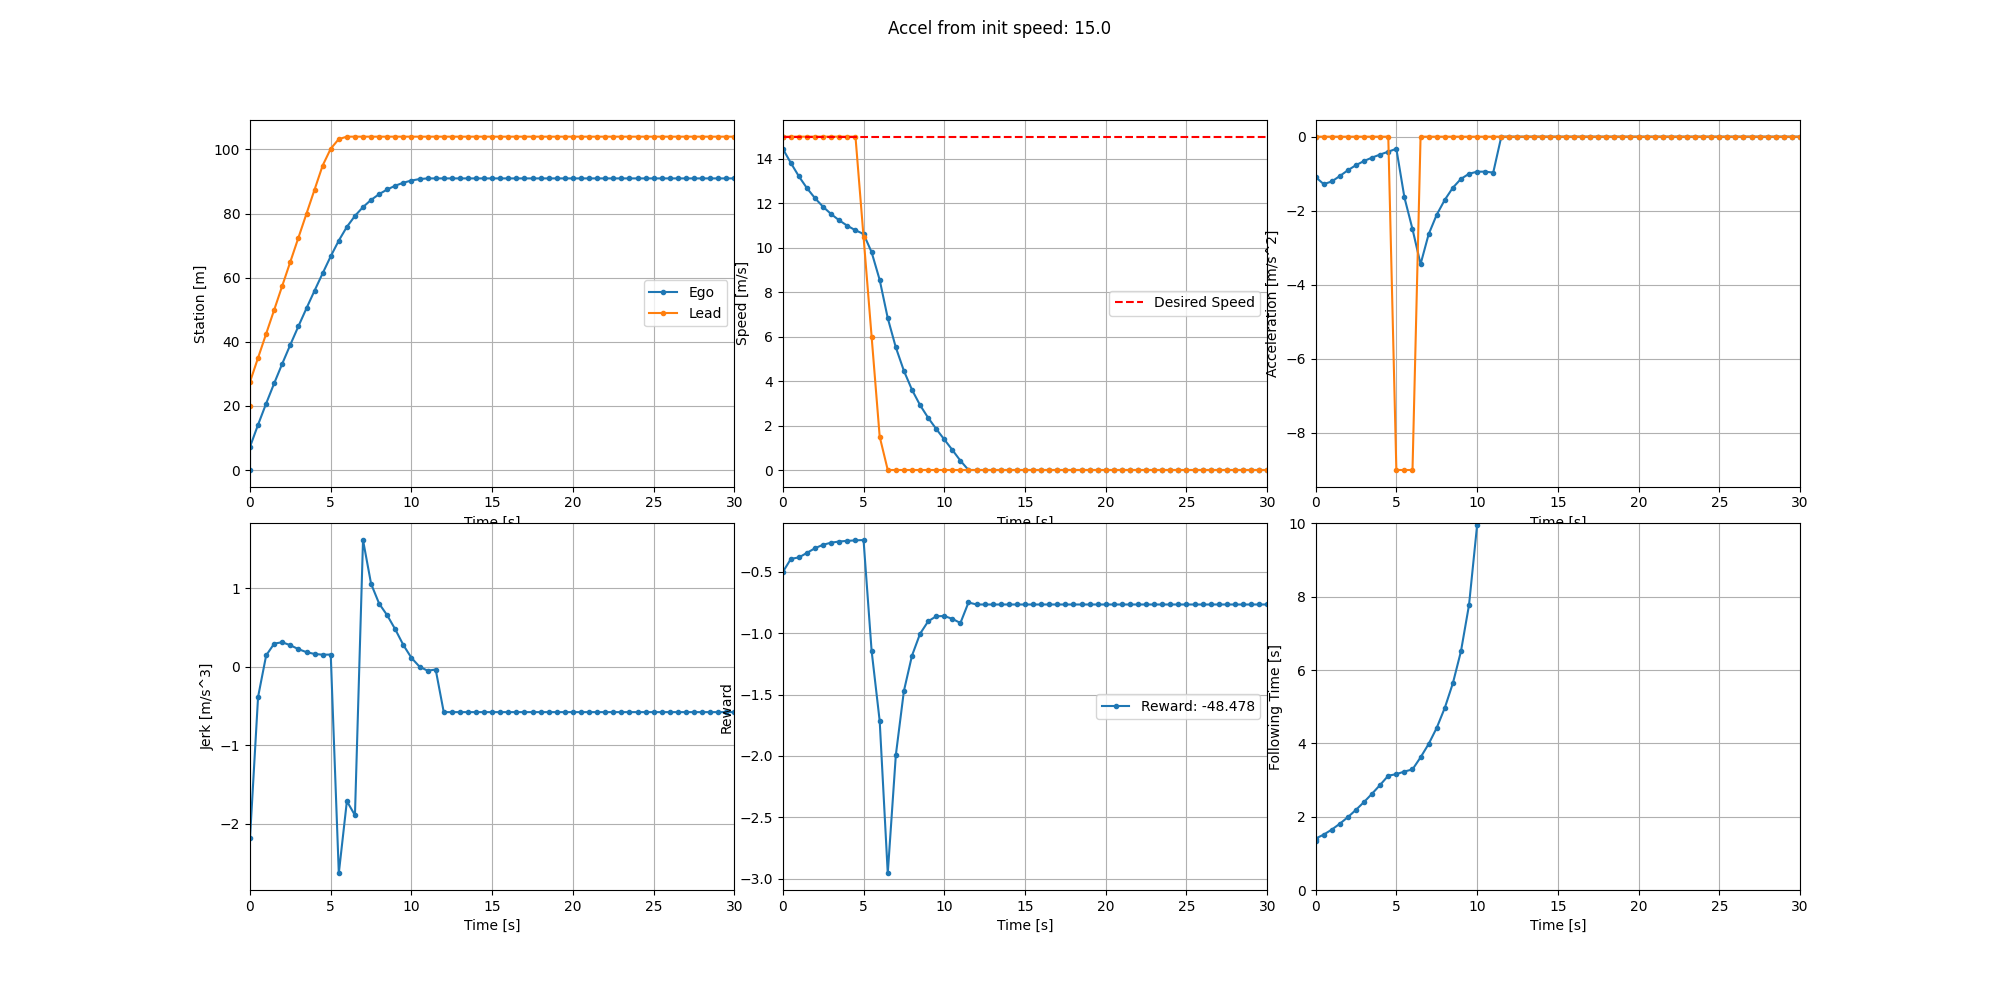 Accel from init speed: 15.0
Station [m]
100
80
60
40
20
0
Ego
Lead
0 5 10 15 20 25 30
Time [s]
Speed [m/s]
14
12
10
8
6
4
2
0
Desired Speed
0 5 10 15 20 25 30
Time [s]
Acceleration [m/s^2]
0
−2
−4
−6
−8
0 5 10 15 20 25 30
Time [s]
Jerk [m/s^3]
1
0
−1
−2
0 5 10 15 20 25 30
Time [s]
Reward
−0.5
−1.0
−1.5
−2.0
−2.5
−3.0
Reward: -48.478
0 5 10 15 20 25 30
Time [s]
Following Time [s]
10
8
6
4
2
0
0 5 10 15 20 25 30
Time [s]